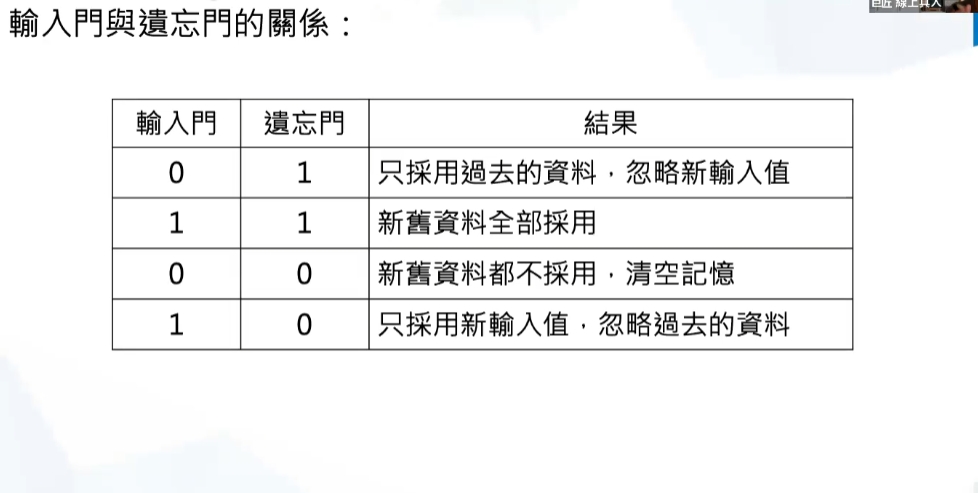 輸入門與遺忘門的關係：
輸入門 遺忘門 結果
0 1 只採用過去的資料，忽略新輸入值
1 1 新舊資料全部採用
0 0 新舊資料都不採用，清空記憶
1 0 只採用新輸入值，忽略過去的資料